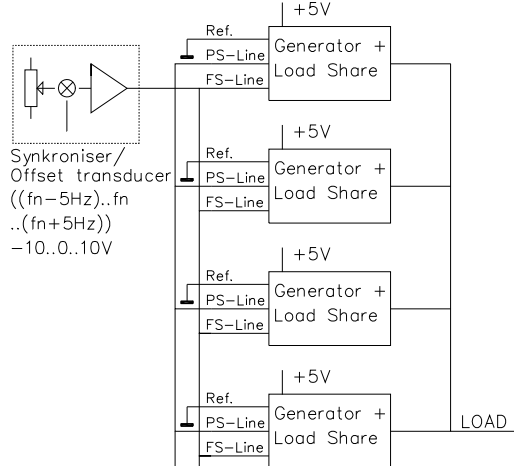 +5V
Ref.
PS-Line
FS-Line
Generator +
Load Share
Synkroniser/
Offset transducer
((fn-5Hz)..fn
..(fn+5Hz))
-10..0..10V
+5V
Ref.
PS-Line
FS-Line
Generator +
Load Share
+5V
Ref.
PS-Line
FS-Line
Generator +
Load Share
+5V
Ref.
PS-Line
FS-Line
Generator +
Load Share
LOAD